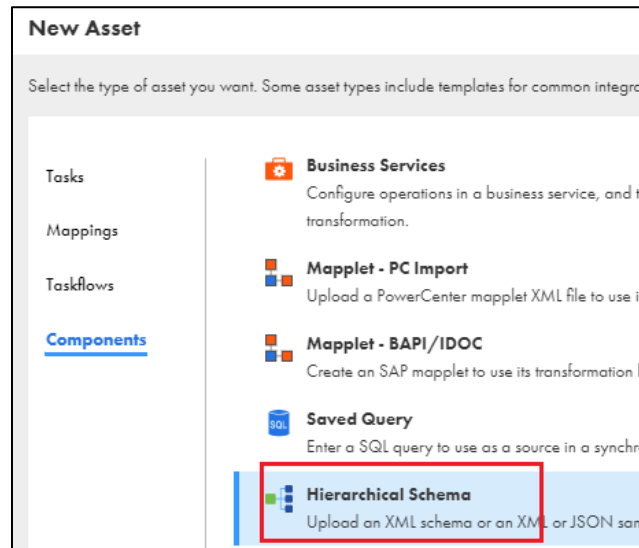 New Asset
Select the type of asset you want. Some asset types include templates for common
Tasks
Mappings
Taskflows
Components
Business Services
Configure operations in a business service, and
transformation.
Mapplet - PC Import
Upload a PowerCenter mapplet XML file to use
Mapplet - BAPI/IDOC
Create an SAP mapplet to use its transformation
SQL
Saved Query
Enter a SQL query to use as a source in a
Hierarchical Schema
Upload an XML schema or an XML or JSON